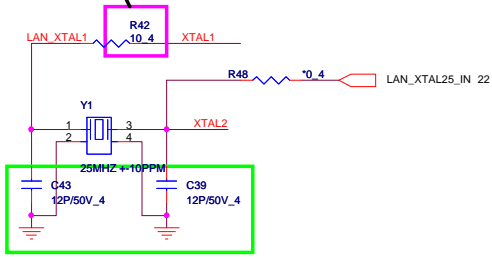 R42
LAN_XTAL1
10_4
XTAL1
R48
*0_4
LAN_XTAL25_IN 22
Y1
1
3
XTAL2
2
4
25MHZ +-10PPM
C43
C39
12P/50V_4
12P/50V_4